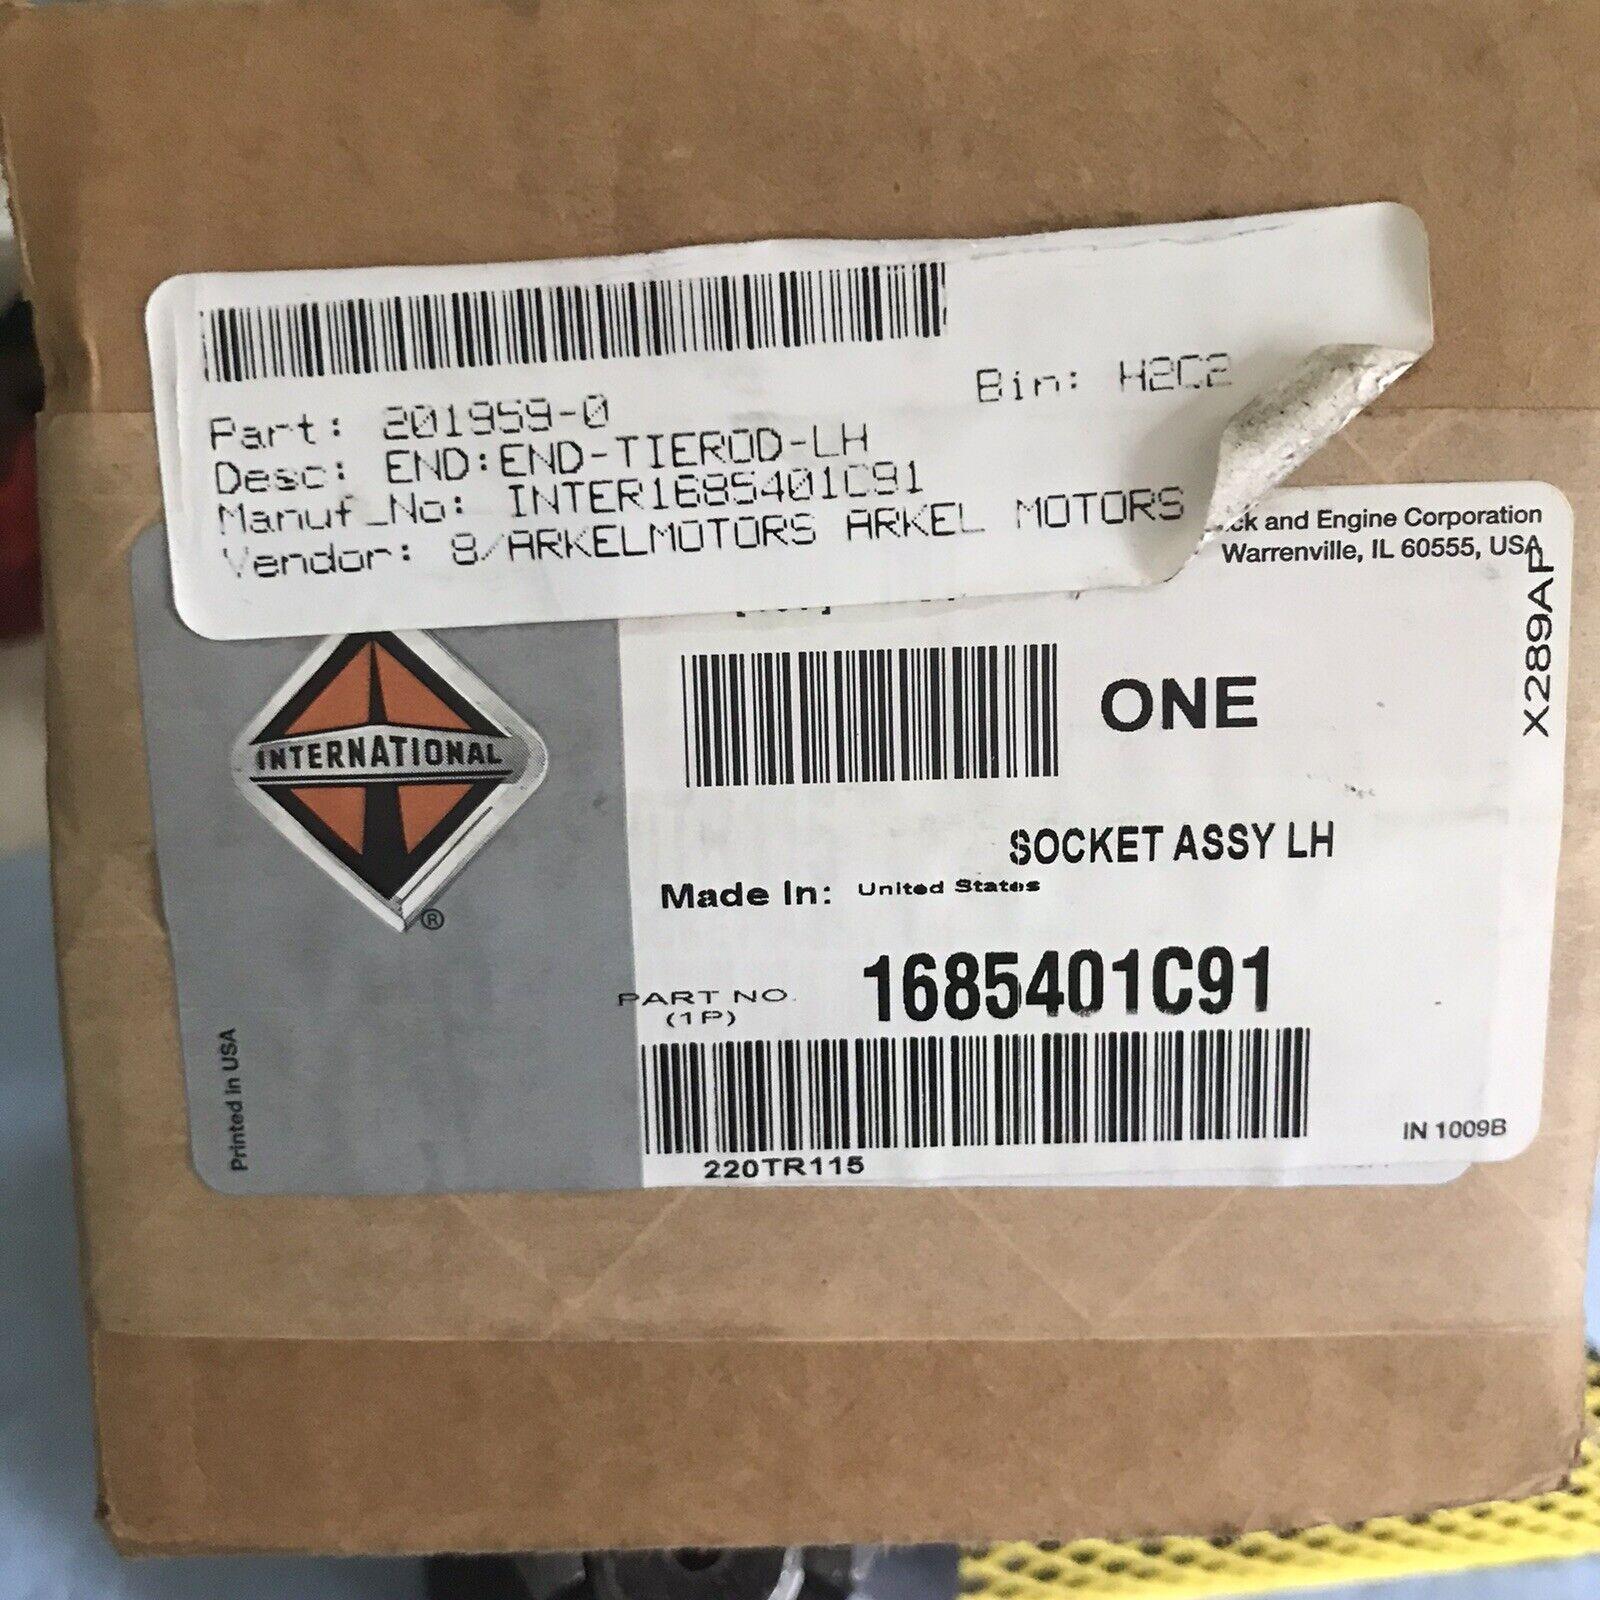 Bin: H2C2
Part: 201959-0
Desc: END:END-TIEROD-LH
Manuf_No: INTER1685401C91
Vendor: 8/ARKELMOTORS ARKEL MOTORS
and Engine Corporation
Warrenville, IL 60555, USA
X289AP
INTERNATIONAL
®
ONE
SOCKET ASSY LH
Made In: United States
PART NO. 1685401C91
(1P)
220TR115
IN 1009B
Printed in USA